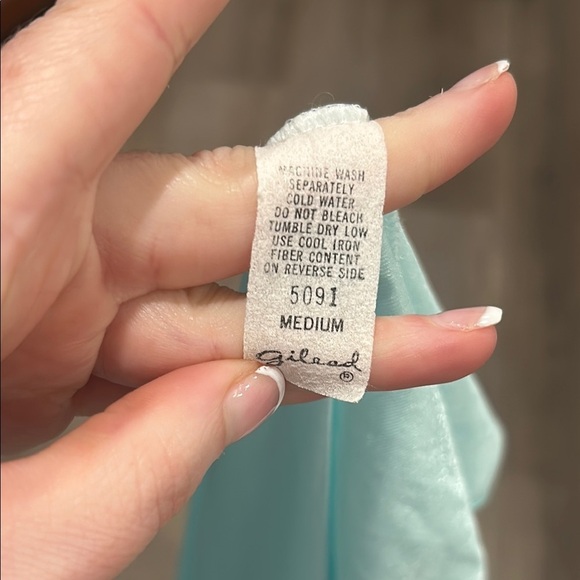 MACHINE WASH
SEPARATELY
COLD WATER
DO NOT BLEACH
TUMBLE DRY LOW
USE COOL IRON
FIBER CONTENT
ON REVERSE SIDE
5091
MEDIUM
gilead ®